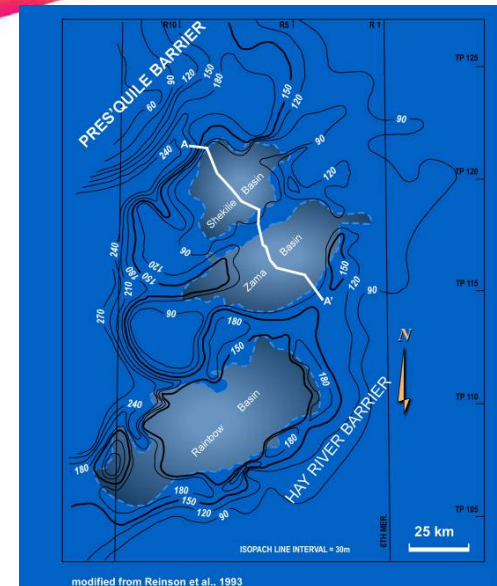 R10
R5
R 1
TP 125
PRES'QUILE BARRIER
90
120
150
180
60
90
240
A
90
120
TP 120
Shekilie Basin
240
90
120
150
180
210
Zama Basin
150
120
90
TP 115
A'
270
90
180
150
180
N
240
TP 110
Rainbow Basin
180
180
HAY RIVER BARRIER
180
150
120
90
TP 105
6TH MER.
25 km
ISOPACH LINE INTERVAL = 30m
modified from Reinson et al., 1993